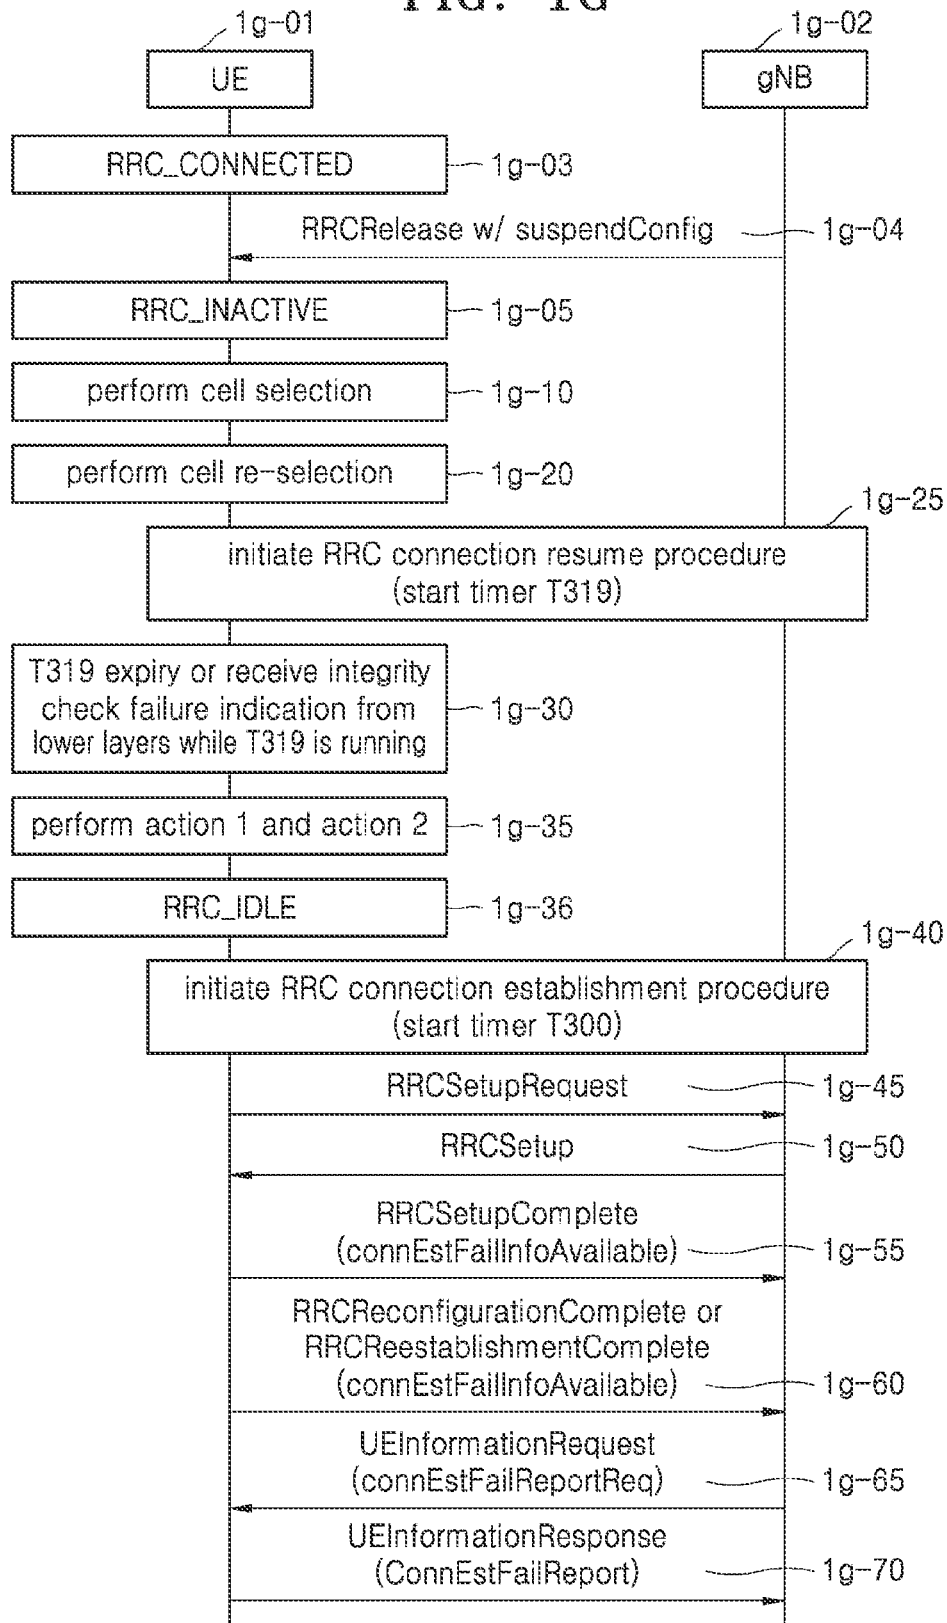 FIG. 1G
1g-01
1g-02
UE
gNB
RRC_CONNECTED
1g-03
RRCRelease w/ suspendConfig
1g-04
RRC_INACTIVE
1g-05
perform cell selection
1g-10
perform cell re-selection
1g-20
1g-25
initiate RRC connection resume procedure
(start timer T319)
T319 expiry or receive integrity
check failure indication from
lower layers while T319 is running
1g-30
perform action 1 and action 2
1g-35
RRC_IDLE
1g-36
1g-40
initiate RRC connection establishment procedure
(start timer T300)
RRCSetupRequest
1g-45
RRCSetup
1g-50
RRCSetupComplete
(connEstFailInfoAvailable)
1g-55
RRCReconfigurationComplete or
RRCReestablishmentComplete
(connEstFailInfoAvailable)
1g-60
UEInformationRequest
(connEstFailReportReq)
1g-65
UEInformationResponse
(ConnEstFailReport)
1g-70